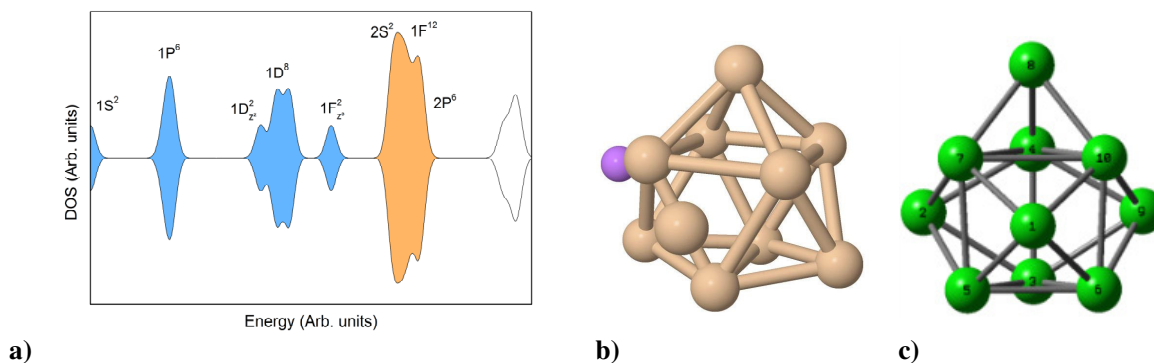 1S²
1P⁶
1D²z²
1D⁸
1F²z²
2S²
1F¹²
2P⁶
DOS (Arb. units)
Energy (Arb. units)
a)
b)
8
7
4
10
2
1
9
5
3
6
c)